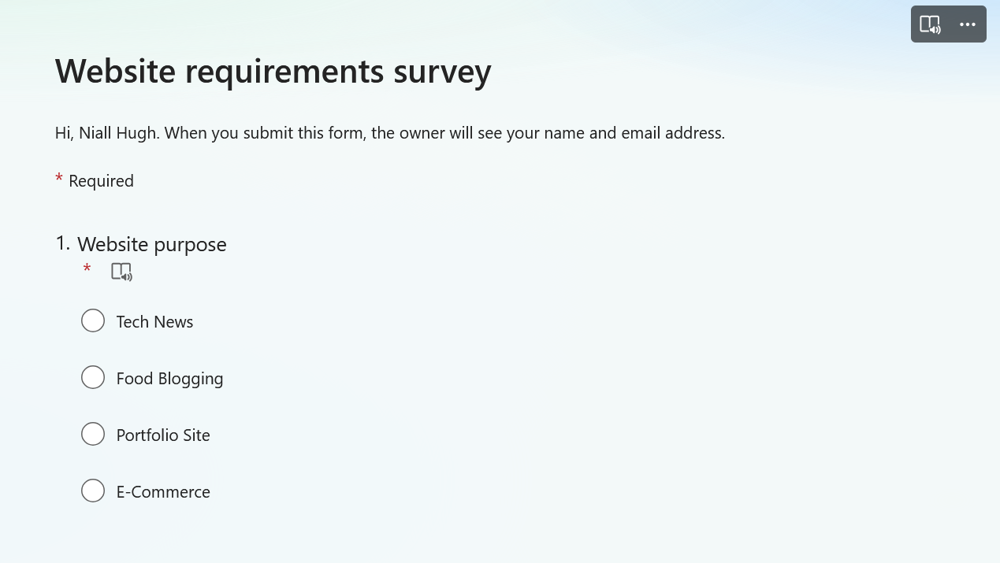 Website requirements survey
Hi, Niall Hugh. When you submit this form, the owner will see your name and email address.
* Required
1. Website purpose
*
Tech News
Food Blogging
Portfolio Site
E-Commerce